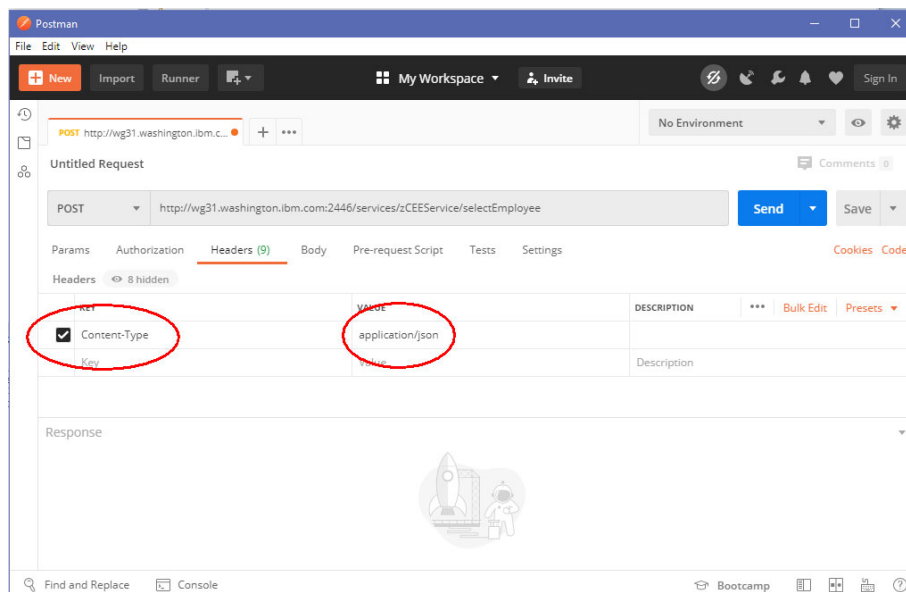 Postman
File Edit View Help
New Import Runner My Workspace Invite Sign In
POST http://wg31.washington.ibm.c... No Environment
Untitled Request Comments 0
POST http://wg31.washington.ibm.com:2446/services/zCEEService/selectEmployee Send Save
Params Authorization Headers (9) Body Pre-request Script Tests Settings Cookies Code
Headers 8 hidden
KEY VALUE DESCRIPTION Bulk Edit Presets
Content-Type application/json
Key Value Description
Response
Find and Replace Console Bootcamp